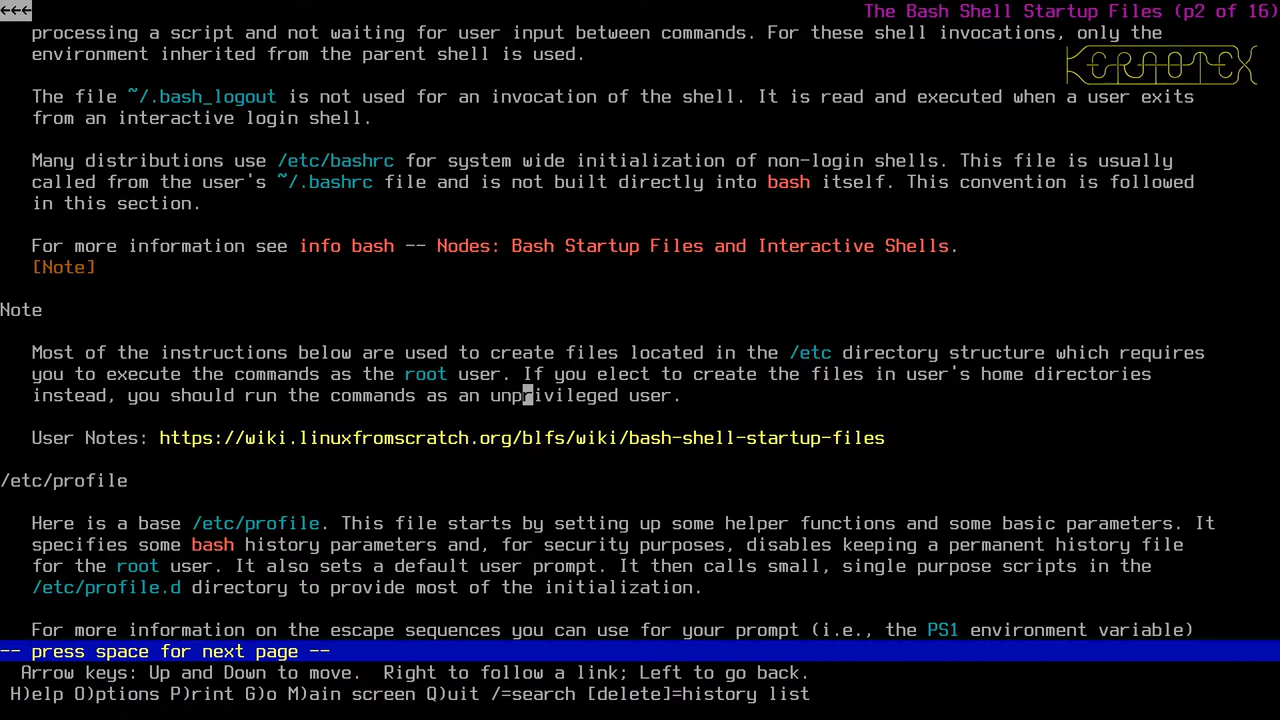 ←←← The Bash Shell Startup Files (p2 of 16)
processing a script and not waiting for user input between commands. For these shell invocations, only the
environment inherited from the parent shell is used.
KERNOTEX
The file ~/.bash_logout is not used for an invocation of the shell. It is read and executed when a user exits
from an interactive login shell.
Many distributions use /etc/bashrc for system wide initialization of non-login shells. This file is usually
called from the user's ~/.bashrc file and is not built directly into bash itself. This convention is followed
in this section.
For more information see info bash -- Nodes: Bash Startup Files and Interactive Shells.
[Note]
Note
Most of the instructions below are used to create files located in the /etc directory structure which requires
you to execute the commands as the root user. If you elect to create the files in user's home directories
instead, you should run the commands as an unprivileged user.
User Notes: https://wiki.linuxfromscratch.org/blfs/wiki/bash-shell-startup-files
/etc/profile
Here is a base /etc/profile. This file starts by setting up some helper functions and some basic parameters. It
specifies some bash history parameters and, for security purposes, disables keeping a permanent history file
for the root user. It also sets a default user prompt. It then calls small, single purpose scripts in the
/etc/profile.d directory to provide most of the initialization.
For more information on the escape sequences you can use for your prompt (i.e., the PS1 environment variable)
-- press space for next page --
Arrow keys: Up and Down to move.  Right to follow a link; Left to go back.
H)elp O)ptions P)rint G)o M)ain screen Q)uit /=search [delete]=history list